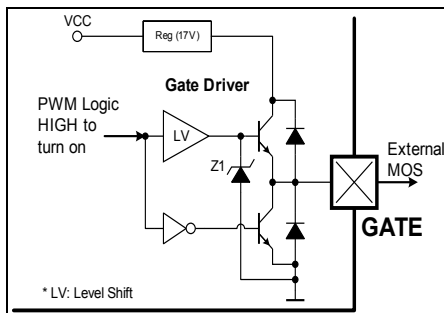 VCC
Reg (17V)
Gate Driver
PWM Logic
HIGH to
turn on
LV
Z1
External
MOS
GATE
* LV: Level Shift